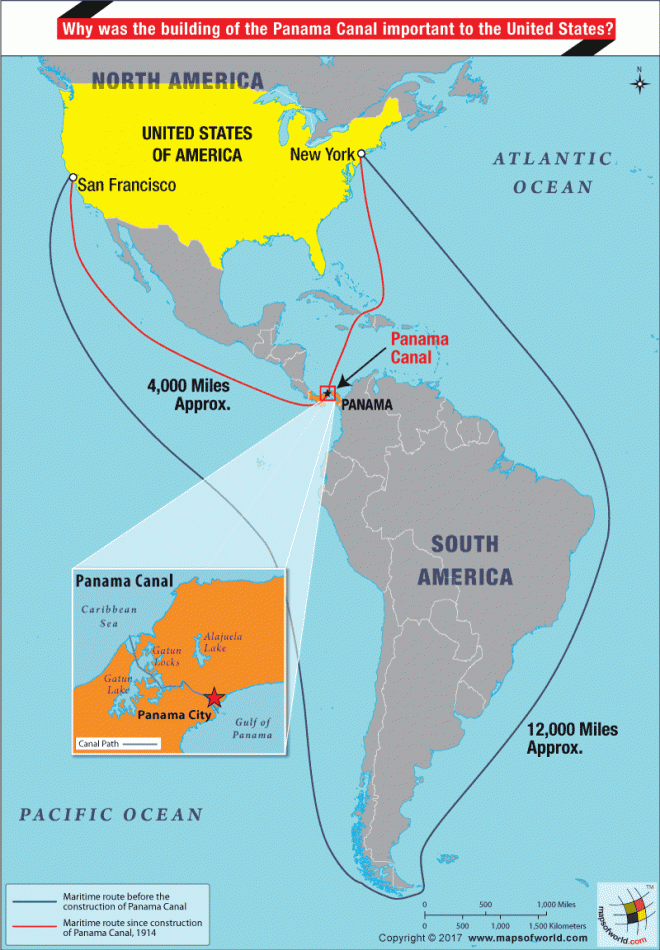 Why was the building of the Panama Canal important to the United States?
N
NORTH AMERICA
UNITED STATES
OF AMERICA
New York
San Francisco
ATLANTIC
OCEAN
Panama
Canal
4,000 Miles
Approx.
PANAMA
SOUTH
AMERICA
Panama Canal
Caribbean
Sea
Gatun
Locks
Alajuela
Lake
Gatun
Lake
Panama City
Gulf of
Panama
Canal Path
12,000 Miles
Approx.
PACIFIC OCEAN
Maritime route before the
construction of Panama Canal
Maritime route since construction
of Panama Canal, 1914
0 500 1,000 Miles
0 500 1,000 1,500 Kilometers
Copyright © 2017 www.mapsofworld.com
mapsofworld.com
TM